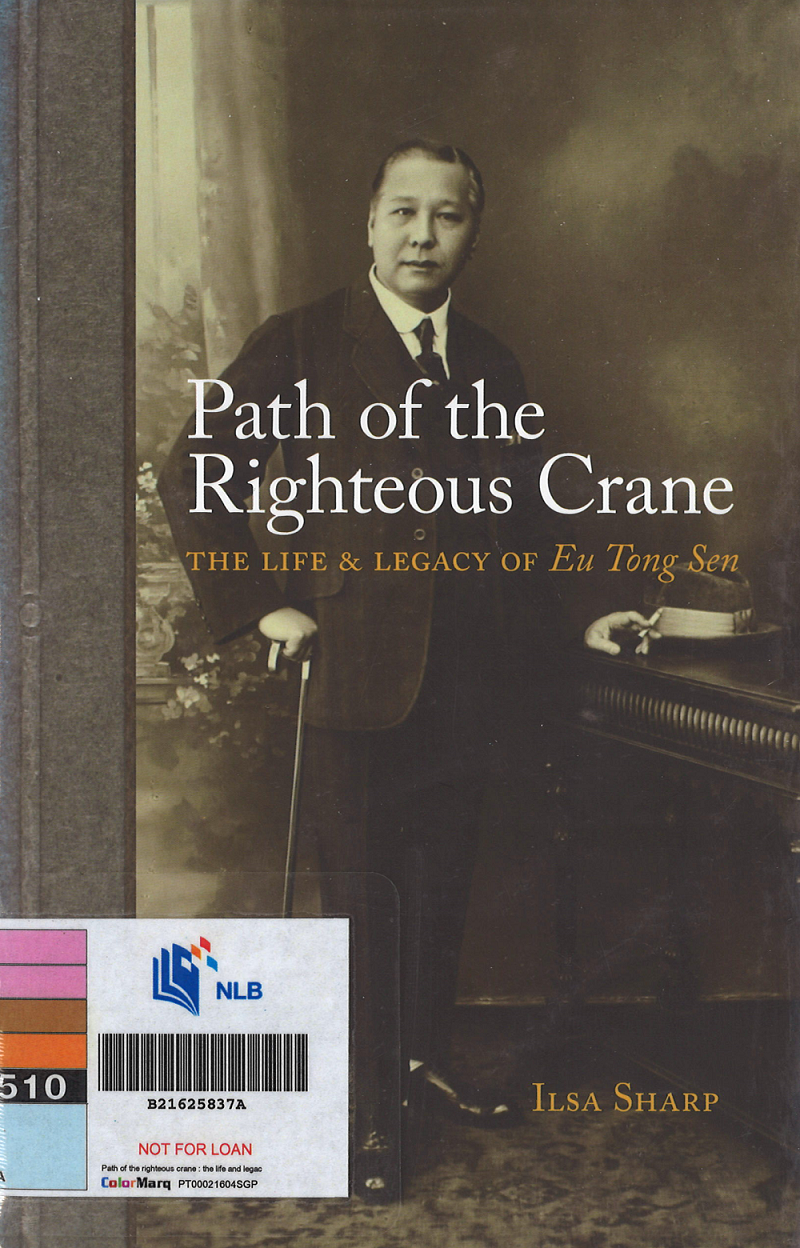 Path of the
Righteous Crane
THE LIFE & LEGACY OF Eu Tong Sen
NLB
510
B21625837A
A
NOT FOR LOAN
Path of the righteous crane : the life and legac
ColorMarq PT00021604SGP
ILSA SHARP